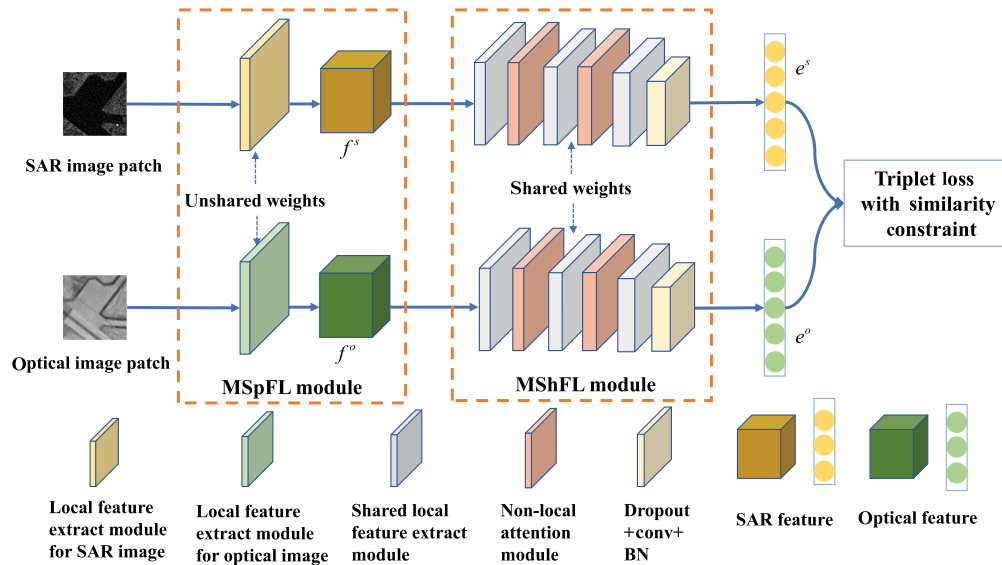 SAR image patch
f^s
e^s
Unshared weights
Shared weights
Triplet loss
with similarity
constraint
Optical image patch
f^o
e^o
MSpFL module
MShFL module
Local feature
extract module
for SAR image
Local feature
extract module
for optical image
Shared local
feature extract
module
Non-local
attention
module
Dropout
+conv+
BN
SAR feature
Optical feature